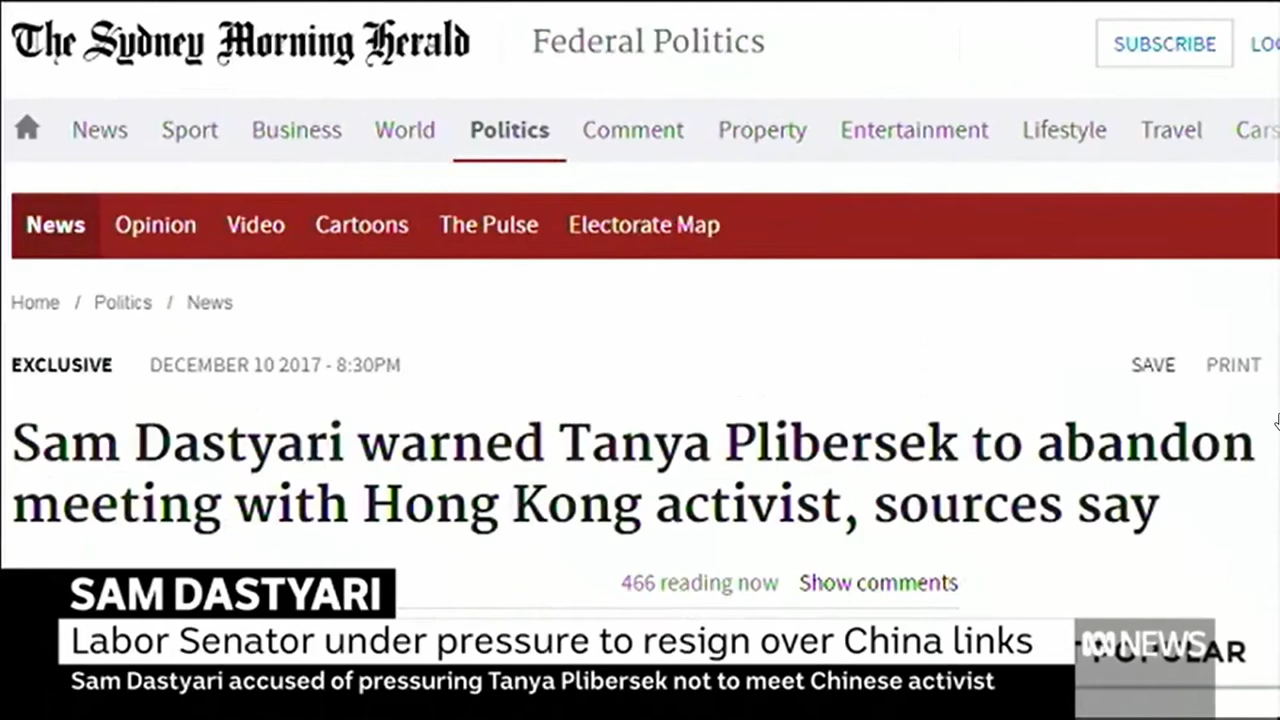 The Sydney Morning Herald
Federal Politics
SUBSCRIBE
News Sport Business World Politics Comment Property Entertainment Lifestyle Travel Cars
News Opinion Video Cartoons The Pulse Electorate Map
Home / Politics / News
EXCLUSIVE DECEMBER 10 2017 - 8:30PM
SAVE PRINT
Sam Dastyari warned Tanya Plibersek to abandon
meeting with Hong Kong activist, sources say
466 reading now Show comments
SAM DASTYARI
Labor Senator under pressure to resign over China links
Sam Dastyari accused of pressuring Tanya Plibersek not to meet Chinese activist
NEWS